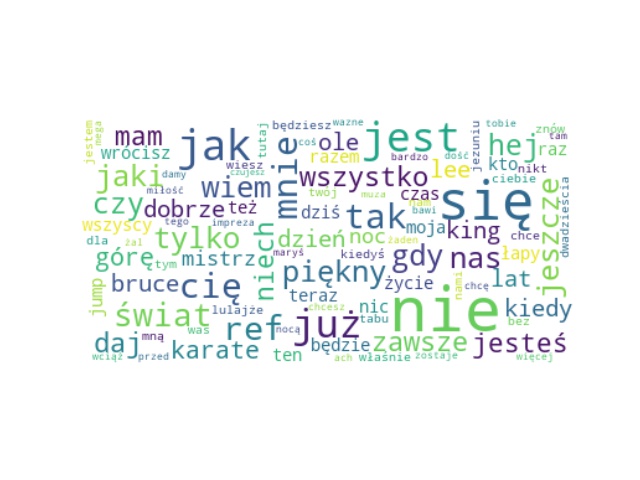 jestem
mega
mam
wrócisz
jak
tutaj
będziesz
ważne
coś
ole
jest
jezuniu
hej
tobie
znów
tam
raz
jaki
damy
miłość
wiesz
czujesz
mnie
razem
bardzo
dość
kto
nikt
wszystko
lee
ciebie
wiem
twój
muza
czas
nam
się
jeszcze
dwadzieścia
czy
dobrze
też
dziś
tak
bawi
moja
king
chce
wszyscy
tego
impreza
dla
żal
tylko
niech
dzień
noc
żaden
górę
tym
mistrz
maryś
kiedyś
gdy
nas
łapy
jump
bruce
cię
piękny
życie
nami
chcę
lat
teraz
chcesz
nic
tabu
nie
kiedy
świat
lulajże
was
ref
nocą
już
bez
daj
mną
karate
ten
będzie
zawsze
jesteś
wciąż
przed
ach
właśnie
zostaje
więcej